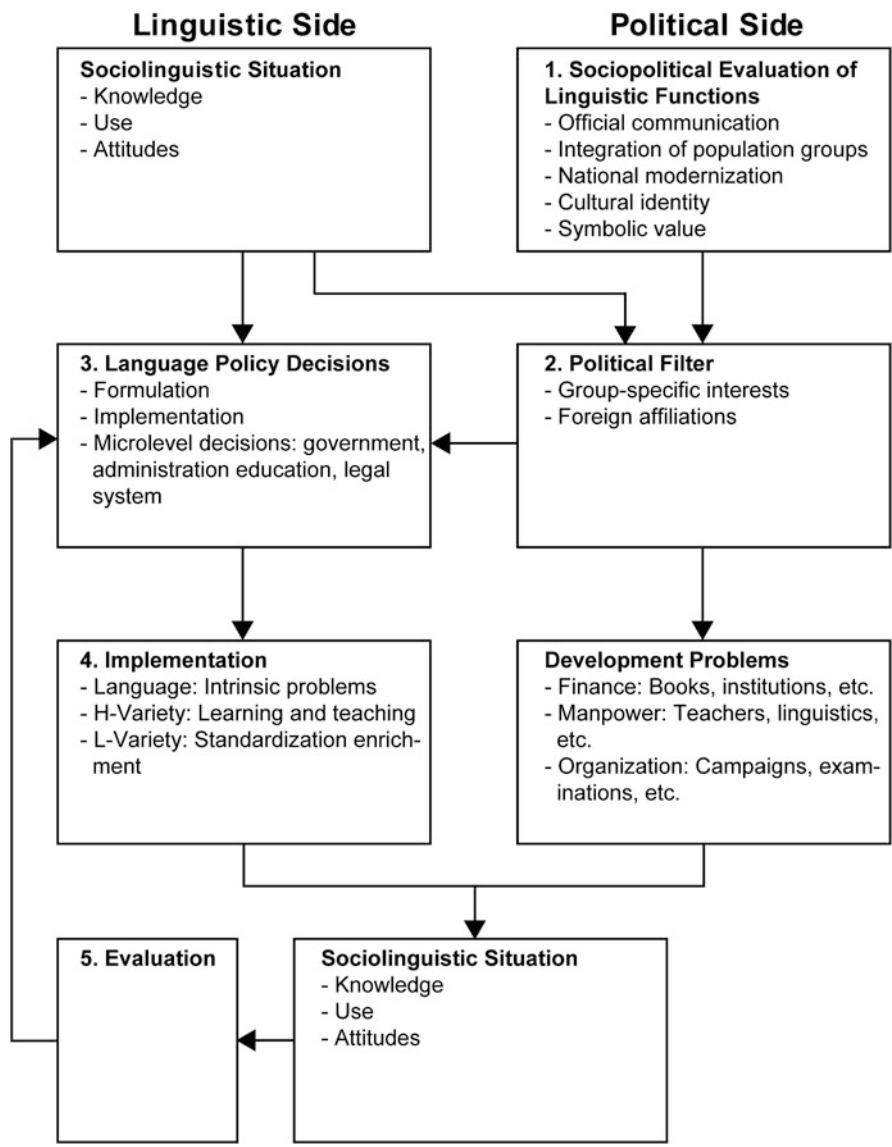 Linguistic Side
Political Side
Sociolinguistic Situation
- Knowledge
- Use
- Attitudes
1. Sociopolitical Evaluation of
Linguistic Functions
- Official communication
- Integration of population groups
- National modernization
- Cultural identity
- Symbolic value
3. Language Policy Decisions
- Formulation
- Implementation
- Microlevel decisions: government,
administration education, legal
system
2. Political Filter
- Group-specific interests
- Foreign affiliations
4. Implementation
- Language: Intrinsic problems
- H-Variety: Learning and teaching
- L-Variety: Standardization enrich-
ment
Development Problems
- Finance: Books, institutions, etc.
- Manpower: Teachers, linguistics,
etc.
- Organization: Campaigns, exam-
inations, etc.
5. Evaluation
Sociolinguistic Situation
- Knowledge
- Use
- Attitudes